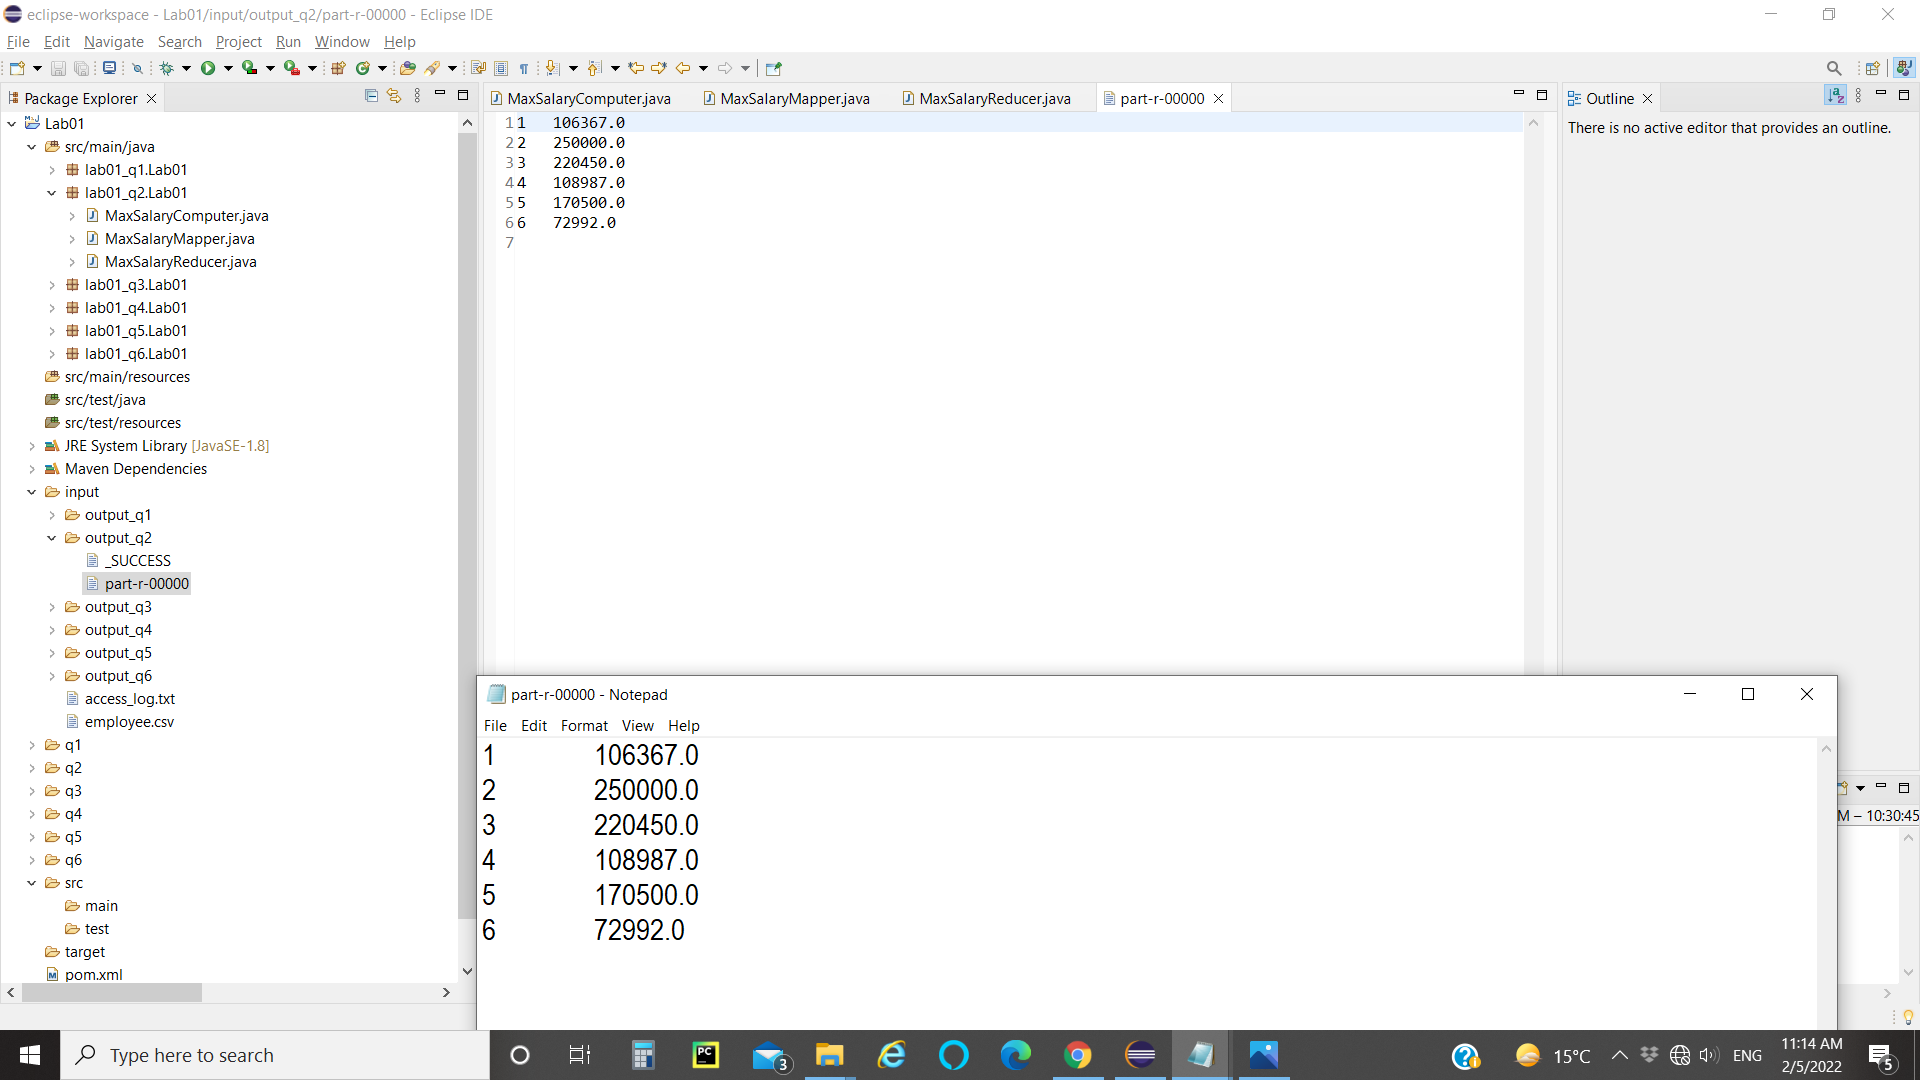 eclipse-workspace - Lab01/input/output_q2/part-r-00000 - Eclipse IDE
File Edit Navigate Search Project Run Window Help
Package Explorer
Lab01
src/main/java
lab01_q1.Lab01
lab01_q2.Lab01
MaxSalaryComputer.java
MaxSalaryMapper.java
MaxSalaryReducer.java
lab01_q3.Lab01
lab01_q4.Lab01
lab01_q5.Lab01
lab01_q6.Lab01
src/main/resources
src/test/java
src/test/resources
JRE System Library [JavaSE-1.8]
Maven Dependencies
input
output_q1
output_q2
_SUCCESS
part-r-00000
output_q3
output_q4
output_q5
output_q6
access_log.txt
employee.csv
q1
q2
q3
q4
q5
q6
src
main
test
target
pom.xml
MaxSalaryComputer.java MaxSalaryMapper.java MaxSalaryReducer.java part-r-00000
1 1 106367.0
2 2 250000.0
3 3 220450.0
4 4 108987.0
5 5 170500.0
6 6 72992.0
7
Outline
There is no active editor that provides an outline.
M – 10:30:45
part-r-00000 - Notepad
File Edit Format View Help
1 106367.0
2 250000.0
3 220450.0
4 108987.0
5 170500.0
6 72992.0
Type here to search
PC
3
15°C
ENG
11:14 AM
2/5/2022
5